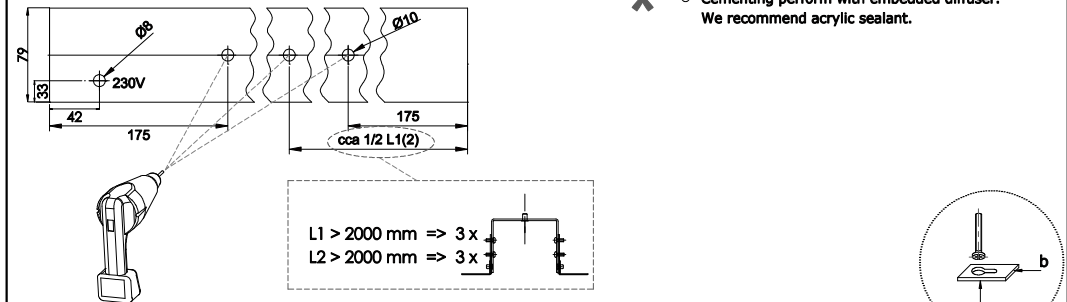 Cementing perform with embedded diffuser.
We recommend acrylic sealant.
Ø8
Ø10
79
33
230V
42
175
175
cca 1/2 L1(2)
L1 > 2000 mm => 3 x
L2 > 2000 mm => 3 x
b